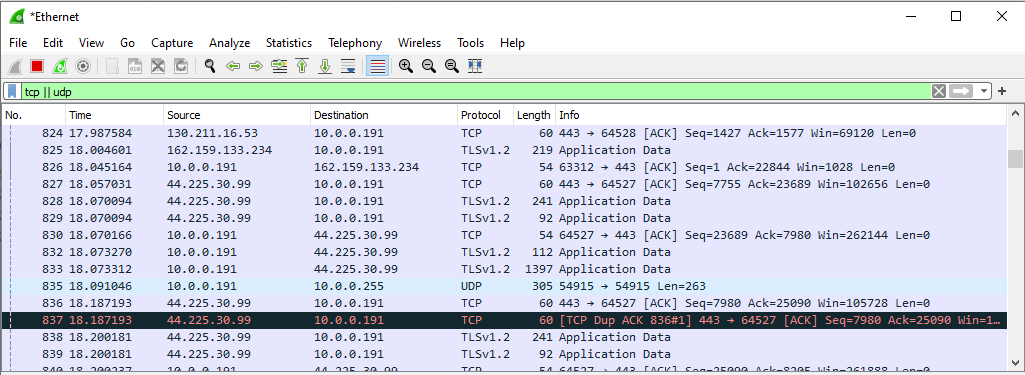 *Ethernet
File Edit View Go Capture Analyze Statistics Telephony Wireless Tools Help
tcp || udp
No. Time Source Destination Protocol Length Info
824 17.987584 130.211.16.53 10.0.0.191 TCP 60 443 → 64528 [ACK] Seq=1427 Ack=1577 Win=69120 Len=0
825 18.004601 162.159.133.234 10.0.0.191 TLSv1.2 219 Application Data
826 18.045164 10.0.0.191 162.159.133.234 TCP 54 63312 → 443 [ACK] Seq=1 Ack=22844 Win=1028 Len=0
827 18.057031 44.225.30.99 10.0.0.191 TCP 60 443 → 64527 [ACK] Seq=7755 Ack=23689 Win=102656 Len=0
828 18.070094 44.225.30.99 10.0.0.191 TLSv1.2 241 Application Data
829 18.070094 44.225.30.99 10.0.0.191 TLSv1.2 92 Application Data
830 18.070166 10.0.0.191 44.225.30.99 TCP 54 64527 → 443 [ACK] Seq=23689 Ack=7980 Win=262144 Len=0
832 18.073270 10.0.0.191 44.225.30.99 TLSv1.2 112 Application Data
833 18.073312 10.0.0.191 44.225.30.99 TLSv1.2 1397 Application Data
835 18.091046 10.0.0.191 10.0.0.255 UDP 305 54915 → 54915 Len=263
836 18.187193 44.225.30.99 10.0.0.191 TCP 60 443 → 64527 [ACK] Seq=7980 Ack=25090 Win=105728 Len=0
837 18.187193 44.225.30.99 10.0.0.191 TCP 60 [TCP Dup ACK 836#1] 443 → 64527 [ACK] Seq=7980 Ack=25090 Win=1…
838 18.200181 44.225.30.99 10.0.0.191 TLSv1.2 241 Application Data
839 18.200181 44.225.30.99 10.0.0.191 TLSv1.2 92 Application Data
840 18.200237 10.0.0.191 44.225.30.99 TCP 54 64527 → 443 [ACK] Seq=25090 Ack=8205 Win=261888 Len=0